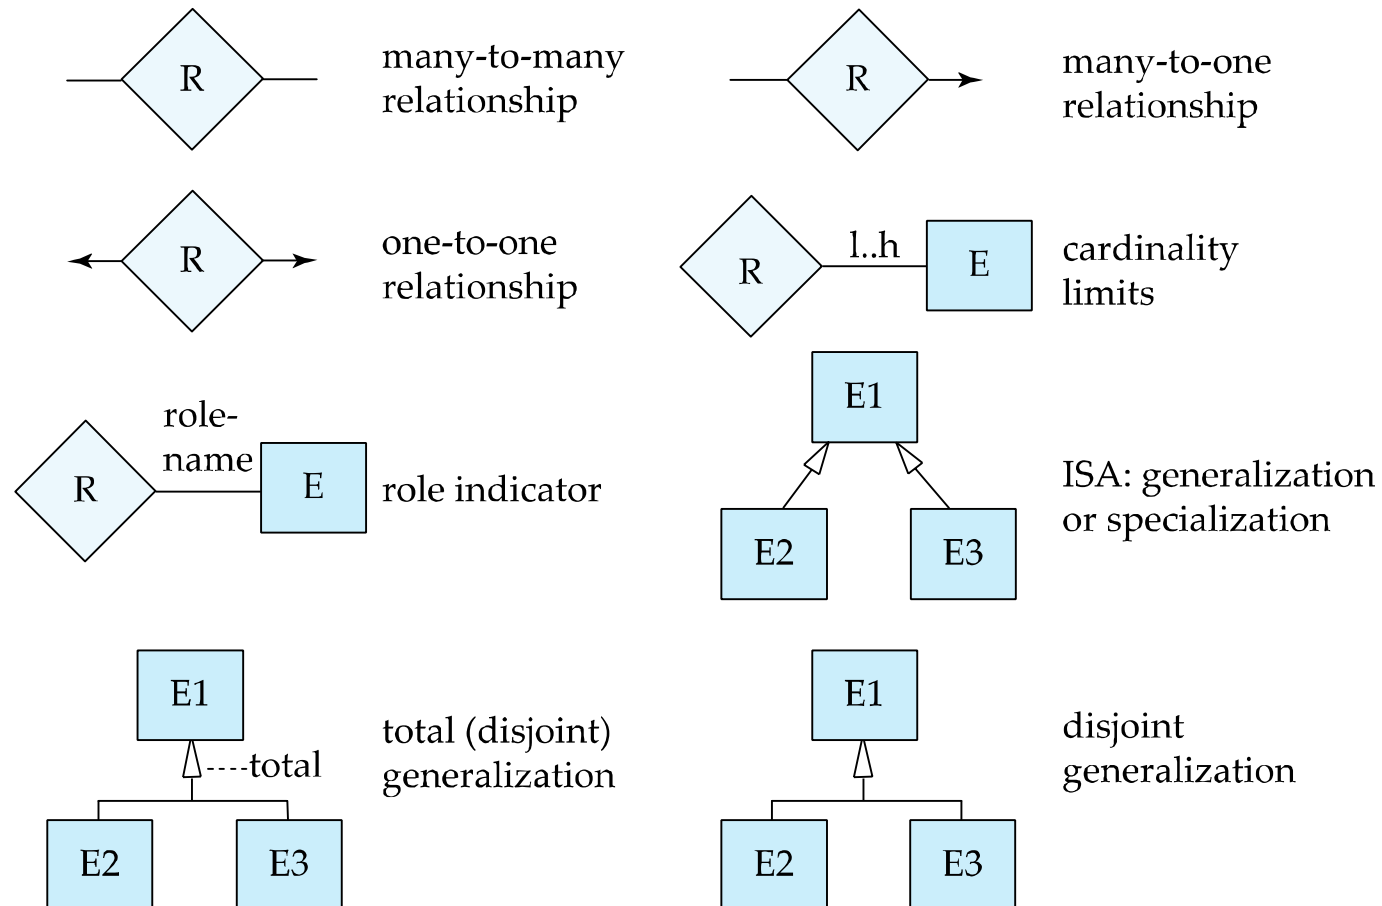 R
many-to-many
relationship
R
many-to-one
relationship
R
one-to-one
relationship
R
l..h
E
cardinality
limits
R
role-
name
E
role indicator
E1
E2
E3
ISA: generalization
or specialization
E1
total
E2
E3
total (disjoint)
generalization
E1
E2
E3
disjoint
generalization